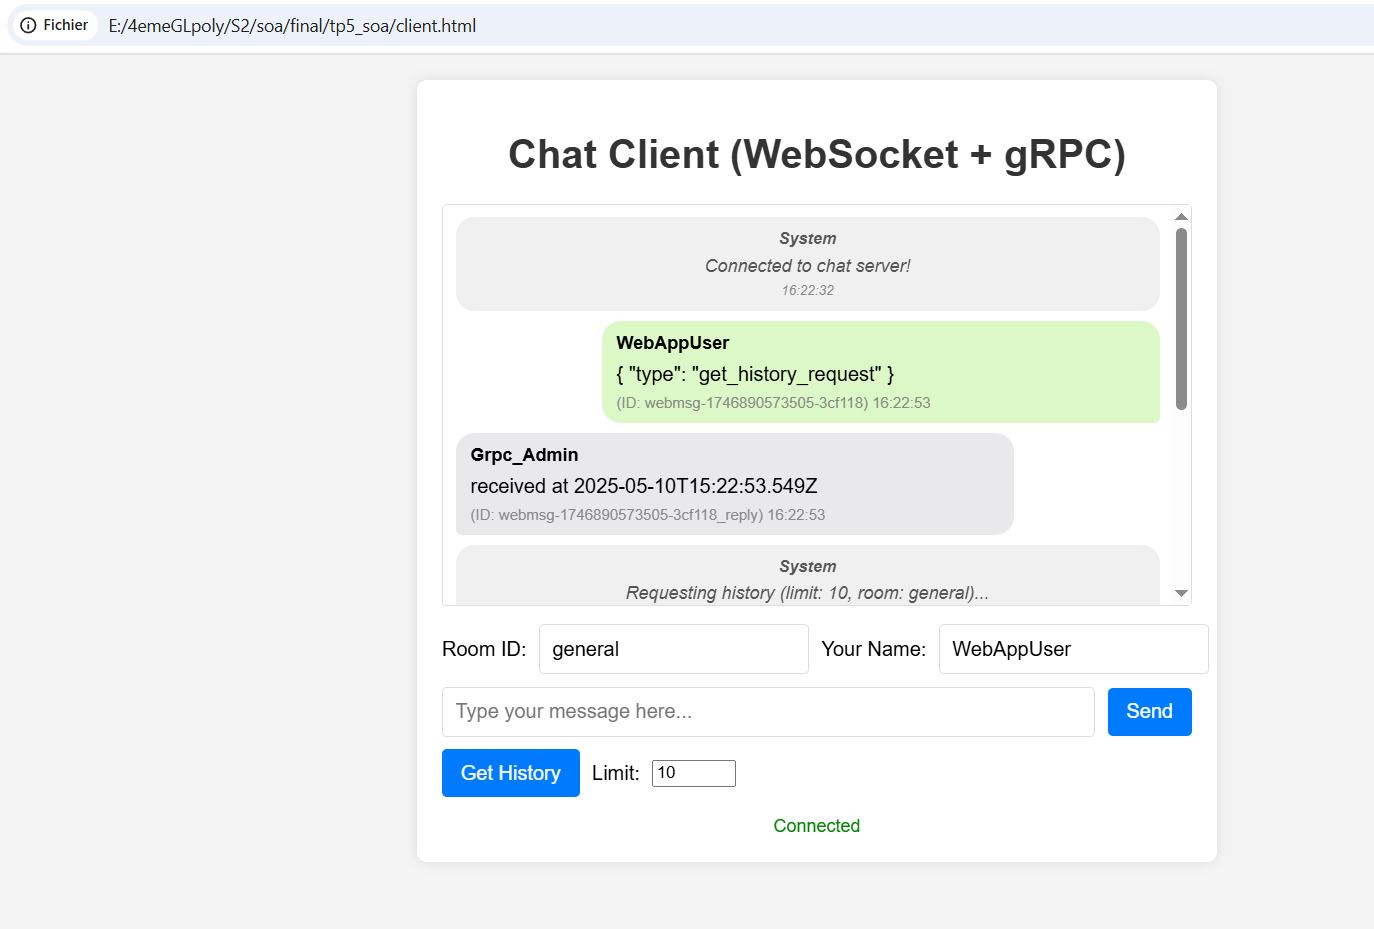 Fichier E:/4emeGLpoly/S2/soa/final/tp5_soa/client.html
Chat Client (WebSocket + gRPC)
System
Connected to chat server!
16:22:32
WebAppUser
{ "type": "get_history_request" }
(ID: webmsg-1746890573505-3cf118) 16:22:53
Grpc_Admin
received at 2025-05-10T15:22:53.549Z
(ID: webmsg-1746890573505-3cf118_reply) 16:22:53
System
Requesting history (limit: 10, room: general)...
Room ID: general Your Name: WebAppUser
Type your message here... Send
Get History Limit: 10
Connected